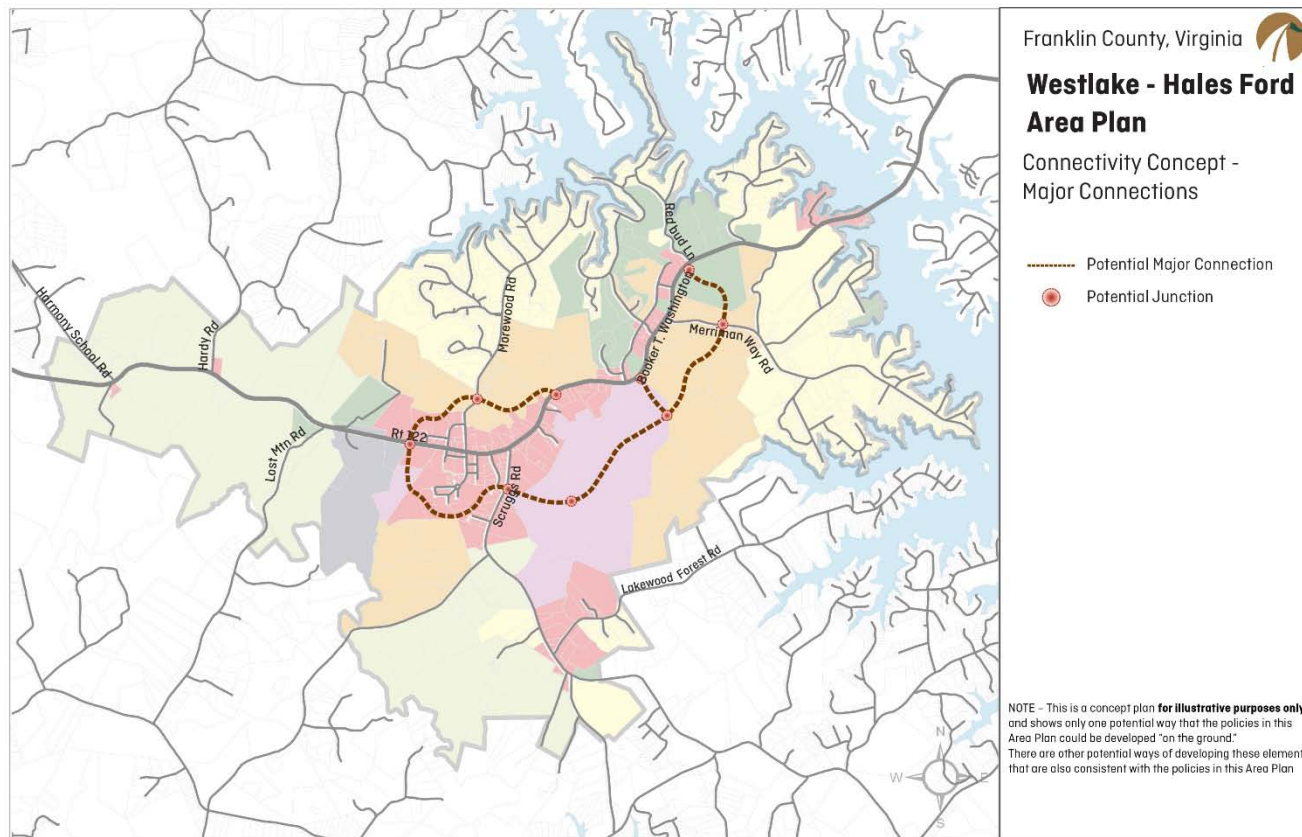 Franklin County, Virginia
Westlake - Hales Ford
Area Plan
Connectivity Concept -
Major Connections
Potential Major Connection
Potential Junction
Red bud Ln
Booker T. Washington
Merriman Way Rd
Morewood Rd
Harmony School Rd
Hardy Rd
Lost Mtn Rd
Rt 122
Scruggs Rd
Lakewood Forest Rd
NOTE - This is a concept plan for illustrative purposes only
and shows only one potential way that the policies in this
Area Plan could be developed "on the ground."
There are other potential ways of developing these element
that are also consistent with the policies in this Area Plan
N
W
E
S